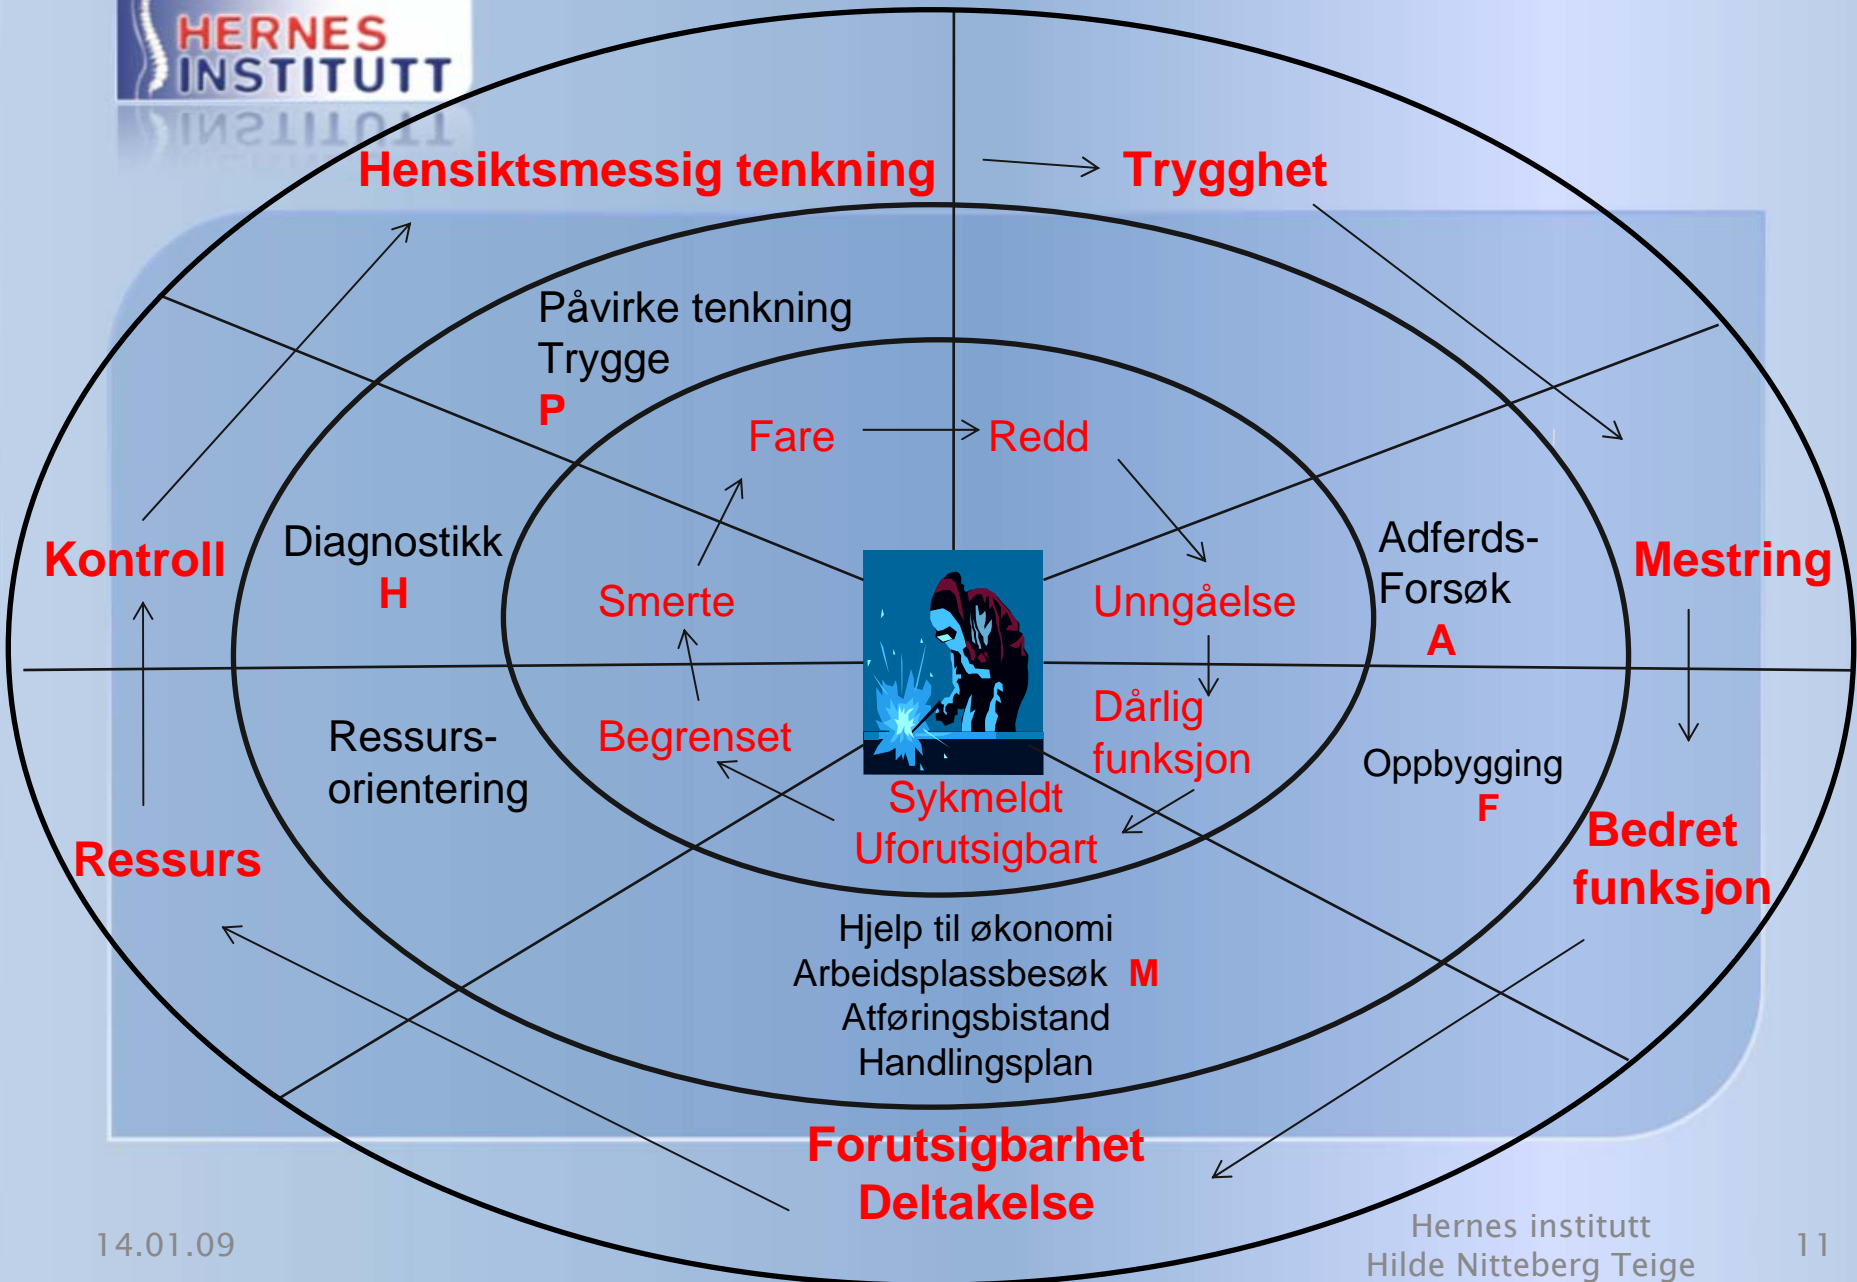 HERNES
INSTITUTT
Hensiktsmessig tenkning
Trygghet
Påvirke tenkning
Trygge
P
Fare
Redd
Kontroll
Diagnostikk
H
Smerte
Unngåelse
Adferds-
Forsøk
A
Mestring
Ressurs-
orientering
Begrenset
Dårlig
funksjon
Sykmeldt
Uforutsigbart
Oppbygging
F
Ressurs
Bedret
funksjon
Hjelp til økonomi
Arbeidsplassbesøk M
Atføringsbistand
Handlingsplan
Forutsigbarhet
Deltakelse
14.01.09
Hernes institutt
Hilde Nitteberg Teige
11